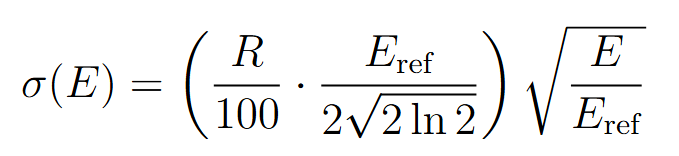 σ(E) = (R/100 · E_ref/(2√(2 ln 2))) √(E/E_ref)